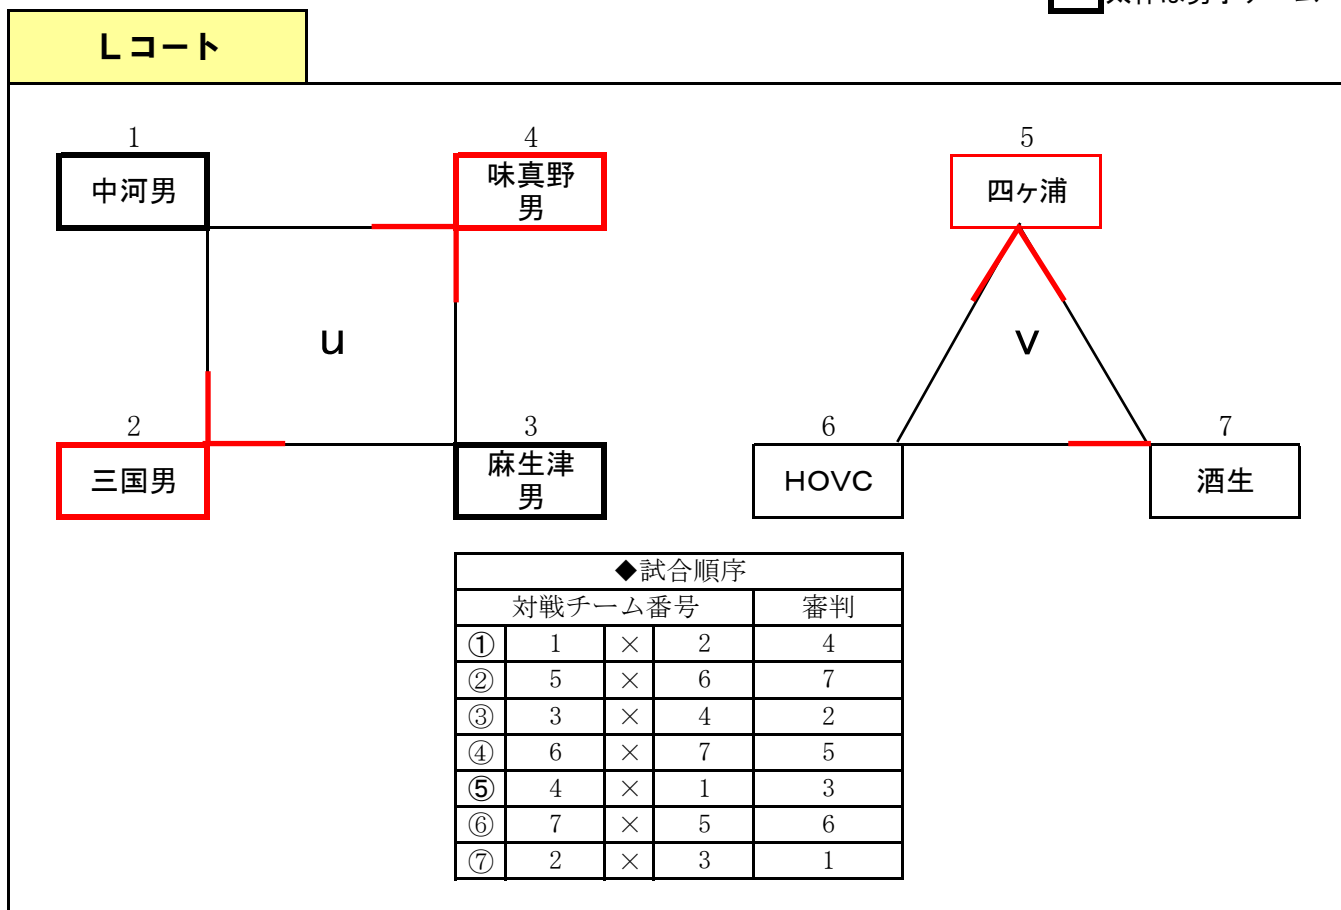 Lコート
1
4
5
中河男
味真野
男
四ヶ浦
u
v
2
3
6
7
三国男
麻生津
男
HOVC
酒生
◆試合順序
対戦チーム番号 審判
① 1 × 2 4
② 5 × 6 7
③ 3 × 4 2
④ 6 × 7 5
⑤ 4 × 1 3
⑥ 7 × 5 6
⑦ 2 × 3 1